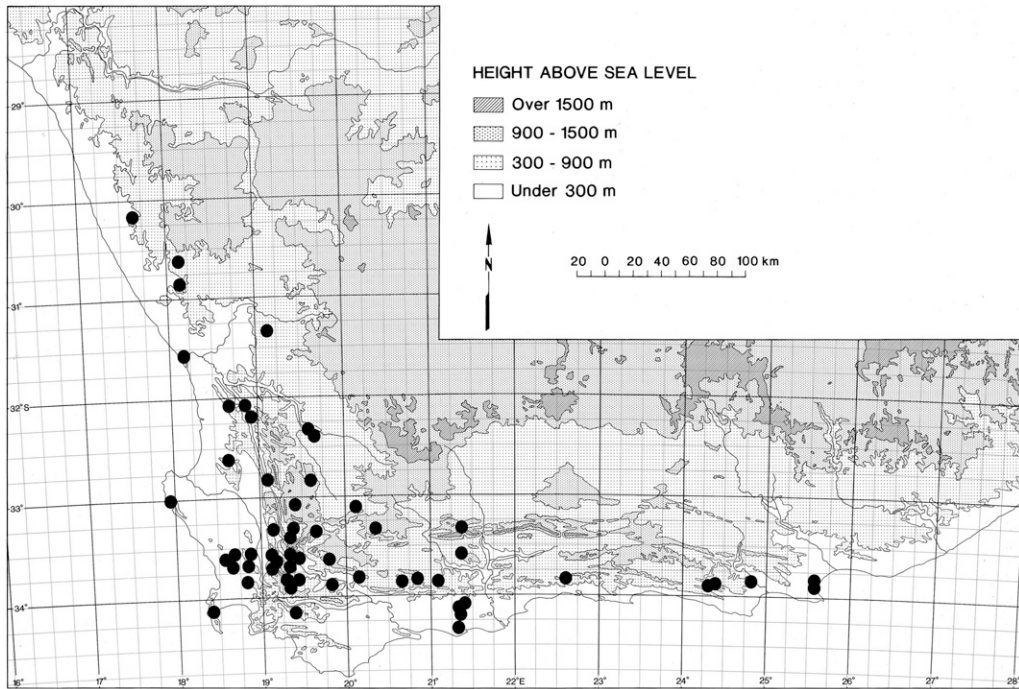 HEIGHT ABOVE SEA LEVEL
Over 1500 m
900 - 1500 m
300 - 900 m
Under 300 m
N
20 0 20 40 60 80 100 km
29°
30°
31°
32°S
33°
34°
16° 17° 18° 19° 20° 21° 22°E 23° 24° 25°E 26° 27° 28°